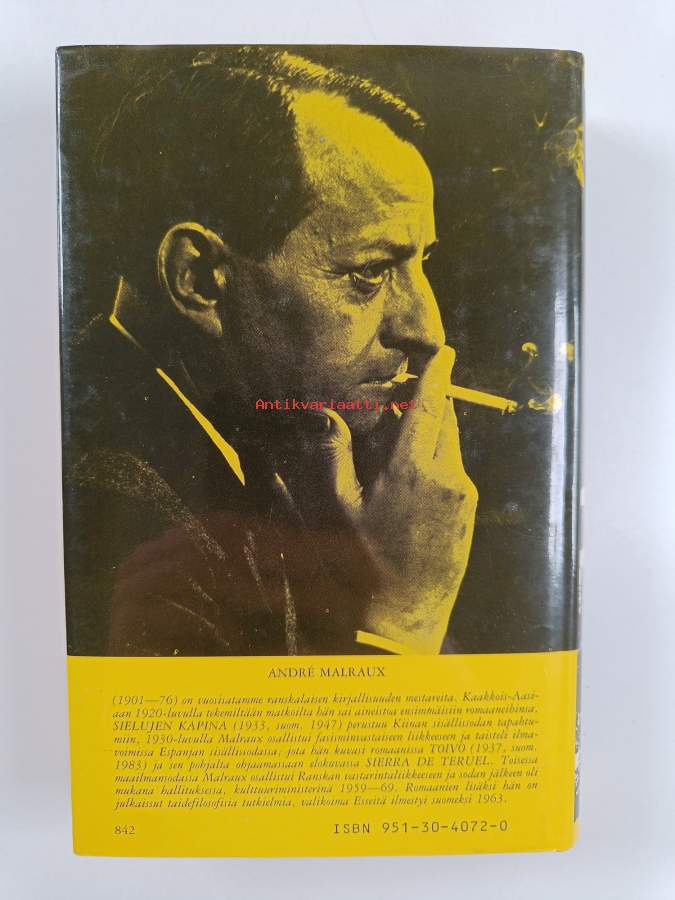 Antikvariaatti.net
ANDRÉ MALRAUX
(1901—76) on vuosisatamme ranskalaisen kirjallisuuden mestareita. Kaakkois-Aasi-
aan 1920-luvulla tekemiltään matkoilta hän sai aineistoa ensimmäisiin romaaneihinsa.
SIELUJEN KAPINA (1933, suom. 1947) perustuu Kiinan sisällissodan tapahtu-
miin. 1930-luvulla Malraux osallistui fasisminvastaiseen liikkeeseen ja taisteli ilma-
voimissa Espanjan sisällissodassa, jota hän kuvasi romaanissa TOIVO (1937, suom.
1983) ja sen pohjalta ohjaamassaan elokuvassa SIERRA DE TERUEL. Toisessa
maailmansodassa Malraux osallistui Ranskan vastarintaliikkeeseen ja sodan jälkeen oli
mukana hallituksessa, kulttuuriministerinä 1959—69. Romaanien lisäksi hän on
julkaissut taidefilosofisia tutkielmia, valikoima Esseitä ilmestyi suomeksi 1963.
842
ISBN 951-30-4072-0